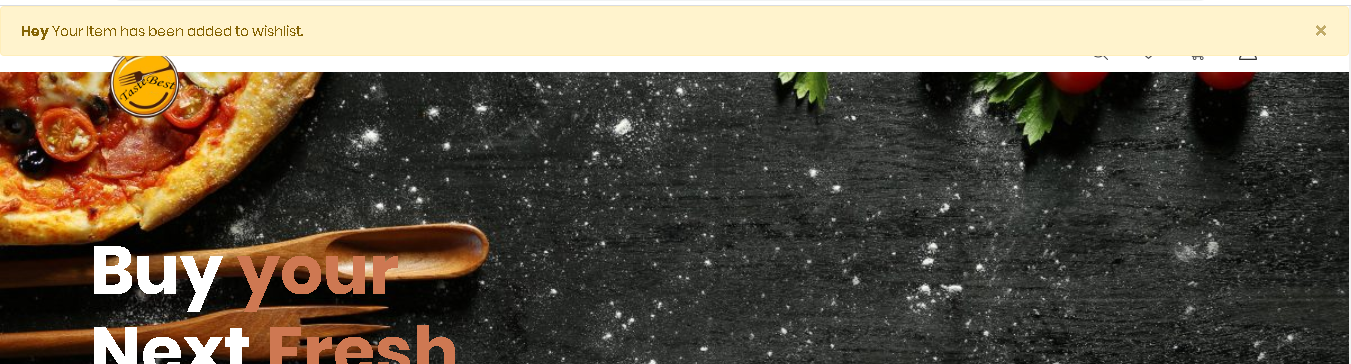 Hey Your Item has been added to wishlist.
×
TasteBest
Buy your
Next Fresh